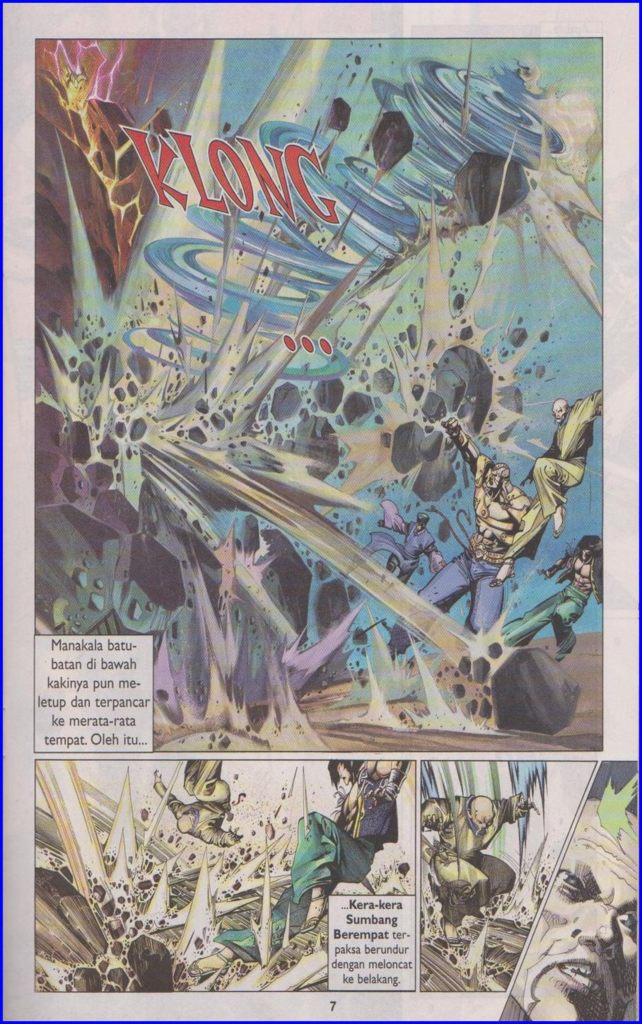 KLONG
...
Manakala batu-
batan di bawah
kakinya pun me-
letup dan terpancar
ke merata-rata
tempat. Oleh itu...
...Kera-kera
Sumbang
Berempat ter-
paksa berundur
dengan meloncat
ke belakang.
7